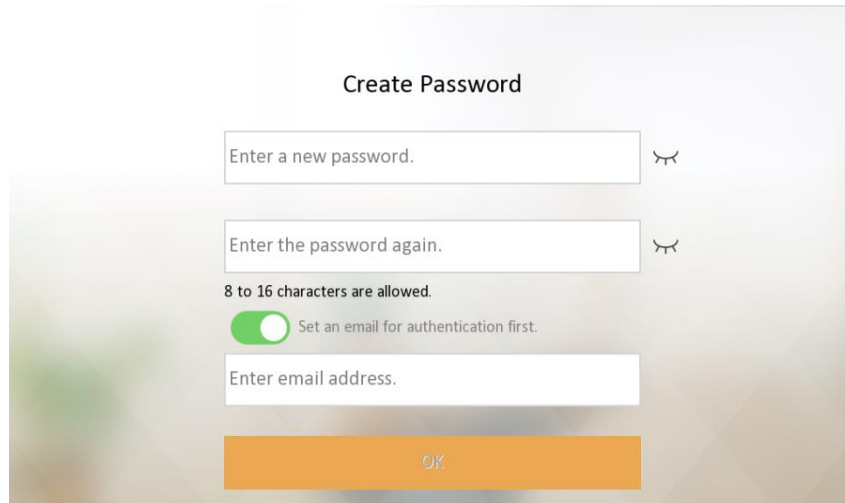 Create Password
Enter a new password.
Enter the password again.
8 to 16 characters are allowed.
Set an email for authentication first.
Enter email address.
OK